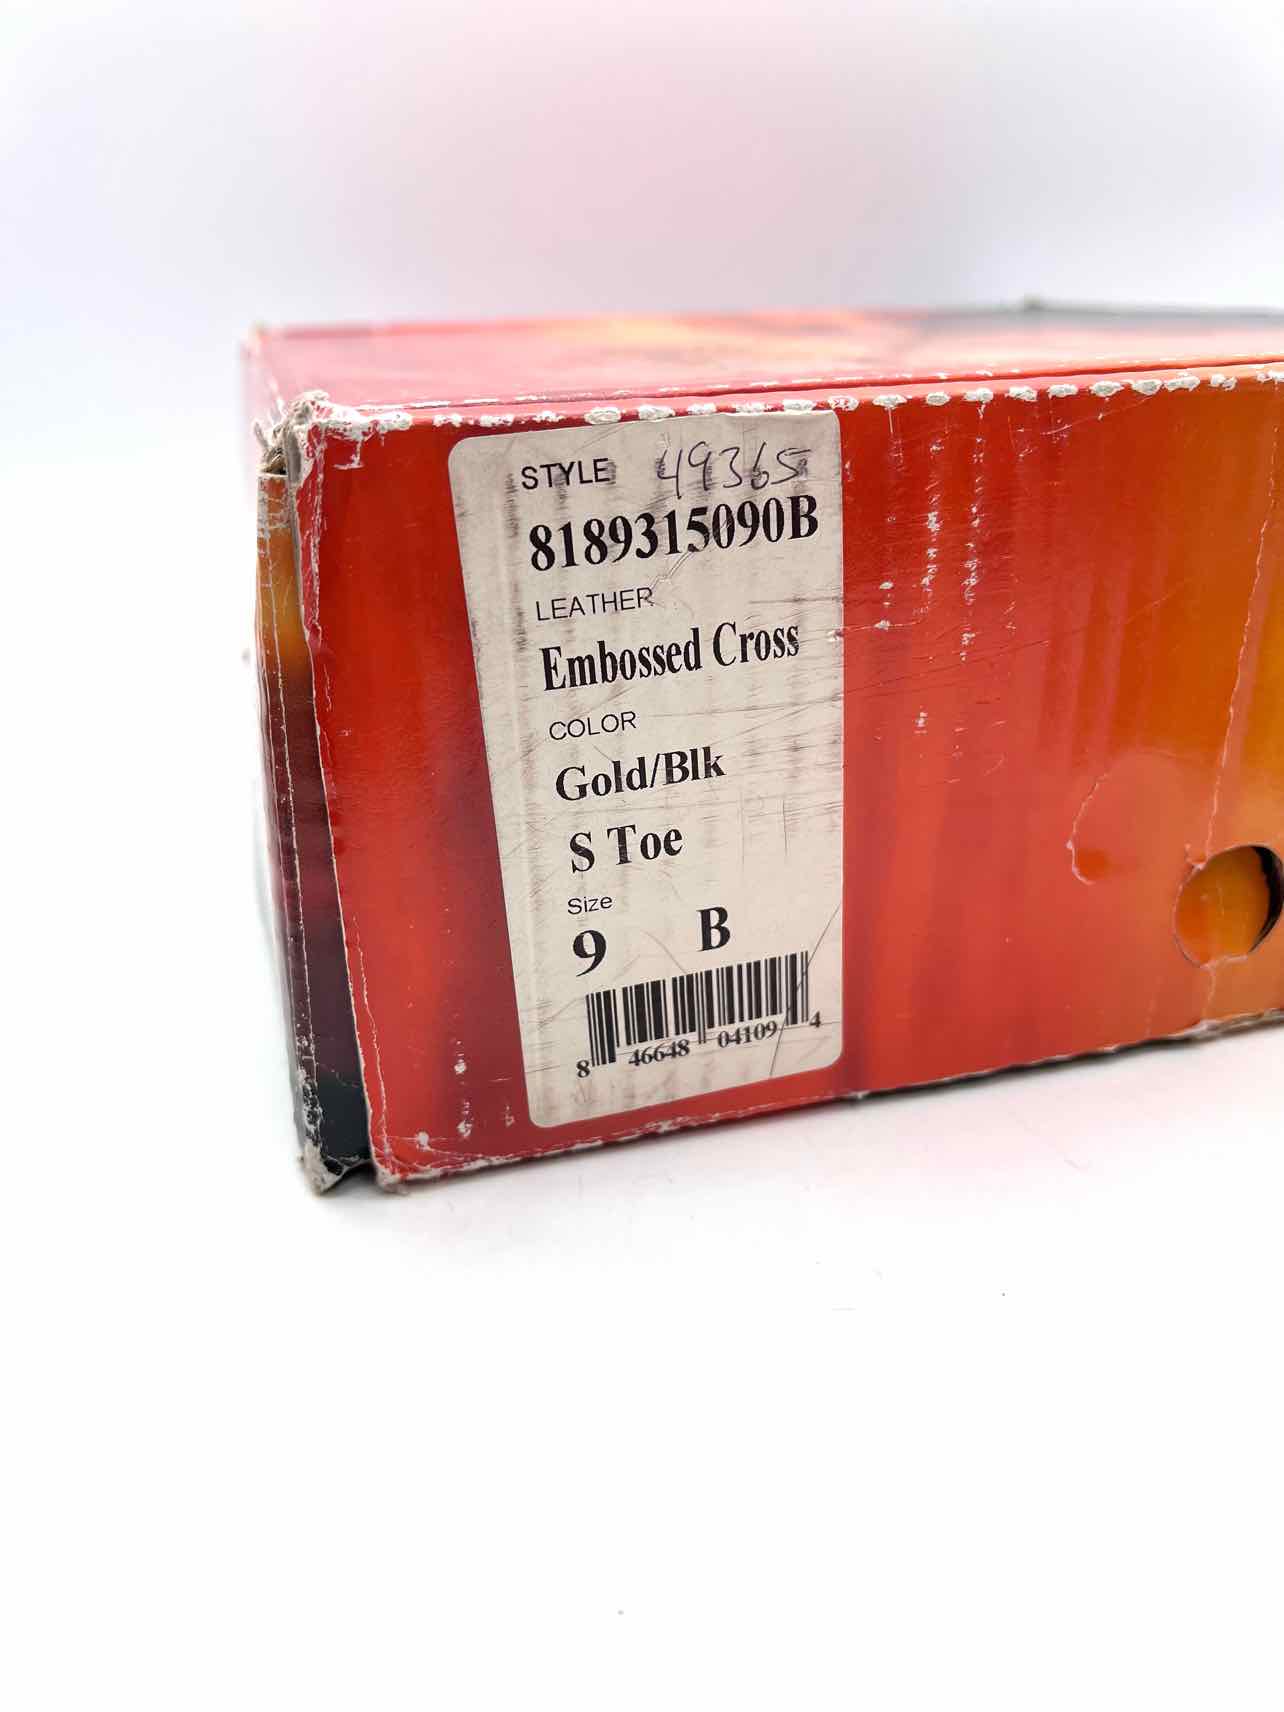 STYLE 49365
8189315090B
LEATHER
Embossed Cross
COLOR
Gold/Blk
S Toe
Size
9 B
8 46648 04109 4